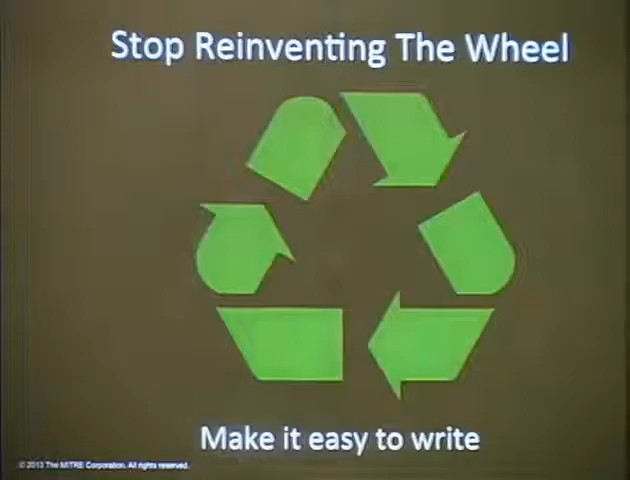 Stop Reinventing The Wheel
Make it easy to write
© 2013 The MITRE Corporation. All rights reserved.